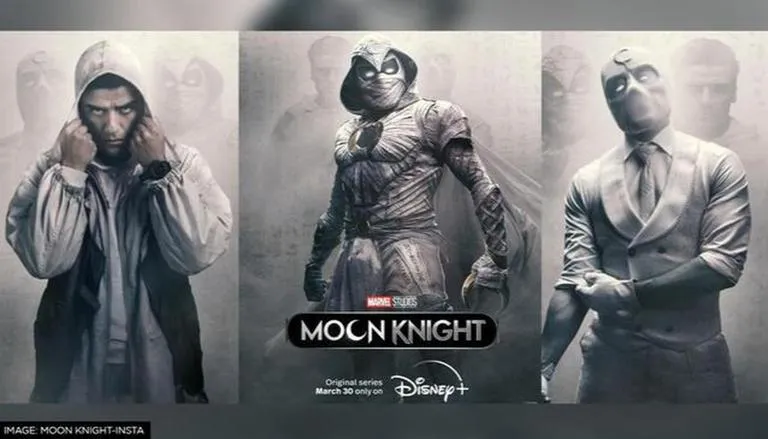 MARVEL STUDIOS
MOON KNIGHT
Original series
March 30 only on
Disney+
IMAGE: MOON KNIGHT-INSTA